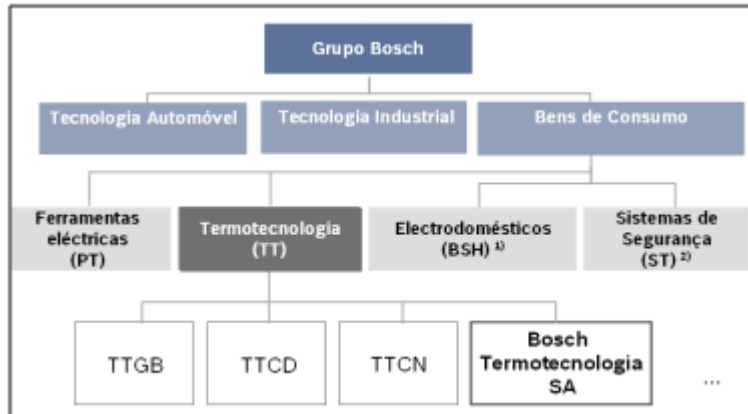 Grupo Bosch
Tecnologia Automóvel
Tecnologia Industrial
Bens de Consumo
Ferramentas
eléctricas
(PT)
Termotecnologia
(TT)
Electrodomésticos
(BSH) 1)
Sistemas de
Segurança
(ST) 2)
TTGB
TTCD
TTCN
Bosch
Termotecnologia
SA
...